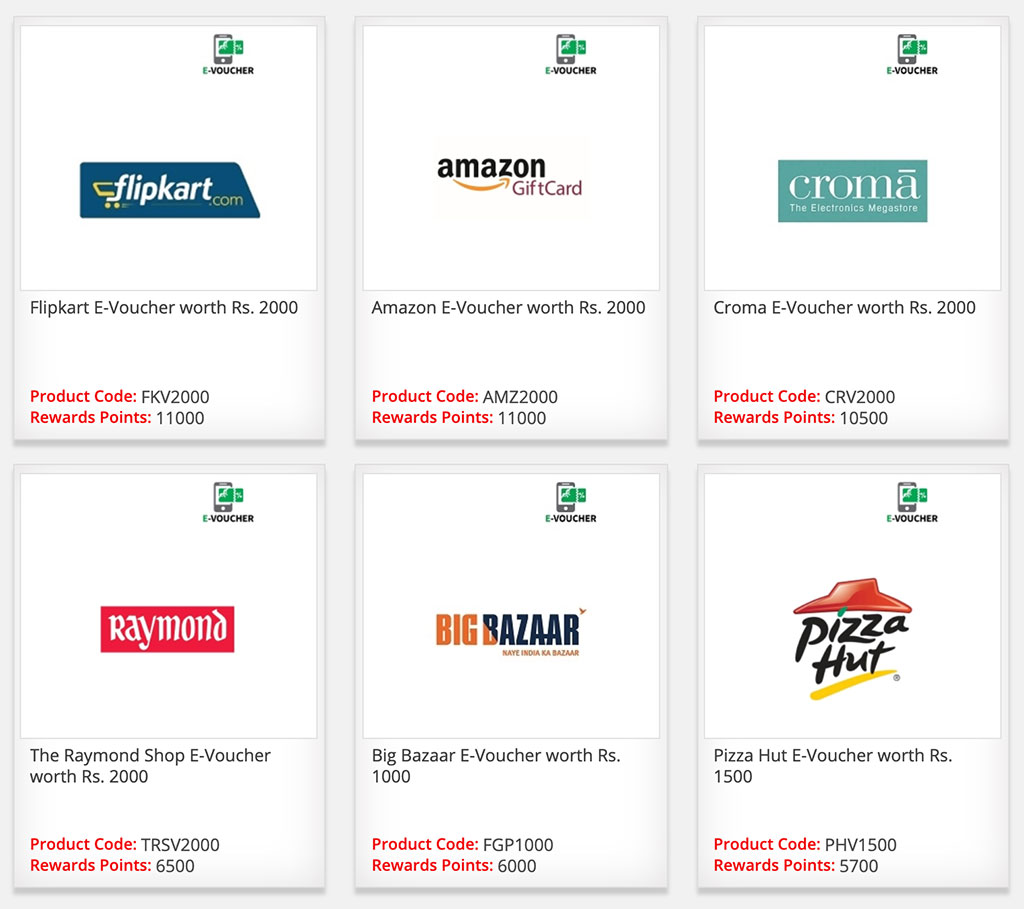 E-VOUCHER
flipkart.com
Flipkart E-Voucher worth Rs. 2000
Product Code: FKV2000
Rewards Points: 11000
E-VOUCHER
amazon
GiftCard
Amazon E-Voucher worth Rs. 2000
Product Code: AMZ2000
Rewards Points: 11000
E-VOUCHER
cromā
The Electronics Megastore
Croma E-Voucher worth Rs. 2000
Product Code: CRV2000
Rewards Points: 10500
E-VOUCHER
Raymond
The Raymond Shop E-Voucher
worth Rs. 2000
Product Code: TRSV2000
Rewards Points: 6500
E-VOUCHER
BIG BAZAAR
NAYE INDIA KA BAZAAR
Big Bazaar E-Voucher worth Rs.
1000
Product Code: FGP1000
Rewards Points: 6000
E-VOUCHER
Pizza
Hut®
Pizza Hut E-Voucher worth Rs.
1500
Product Code: PHV1500
Rewards Points: 5700